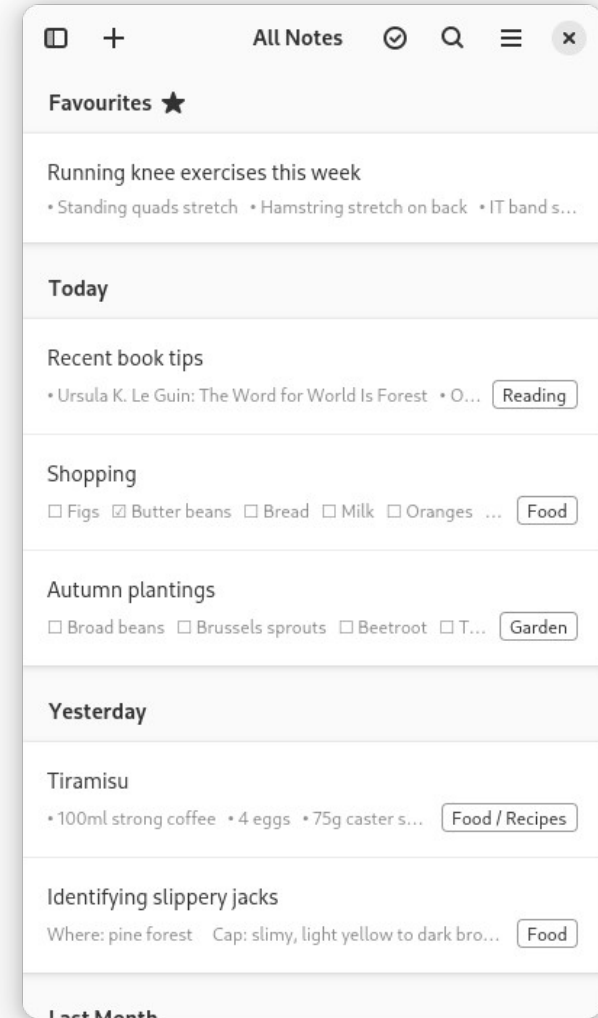 All Notes
Favourites ★
Running knee exercises this week
• Standing quads stretch • Hamstring stretch on back • IT band s...
Today
Recent book tips
• Ursula K. Le Guin: The Word for World Is Forest • O... Reading
Shopping
☐ Figs ☑ Butter beans ☐ Bread ☐ Milk ☐ Oranges ... Food
Autumn plantings
☐ Broad beans ☐ Brussels sprouts ☐ Beetroot ☐ T... Garden
Yesterday
Tiramisu
• 100ml strong coffee • 4 eggs • 75g caster s... Food / Recipes
Identifying slippery jacks
Where: pine forest Cap: slimy, light yellow to dark bro... Food
Last Month